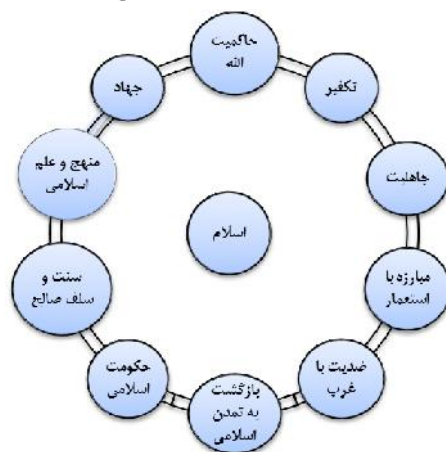 حاکمیت
الله
تکفیر
جاهلیت
مبارزه با
استعمار
ضدیت با
غرب
بازگشت
به تمدن
اسلامی
حکومت
اسلامی
سنت و
سلف صالح
منهج و علم
اسلامی
جهاد
اسلام